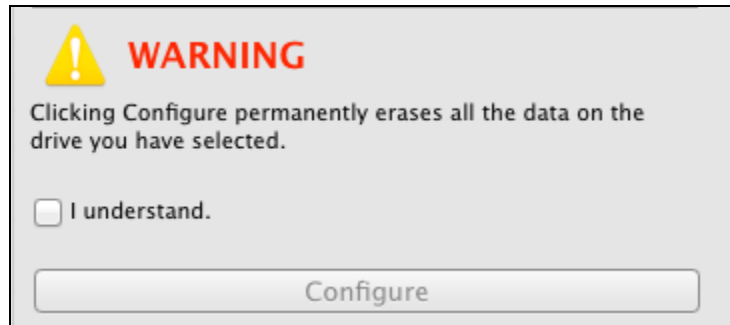 WARNING
Clicking Configure permanently erases all the data on the
drive you have selected.
I understand.
Configure